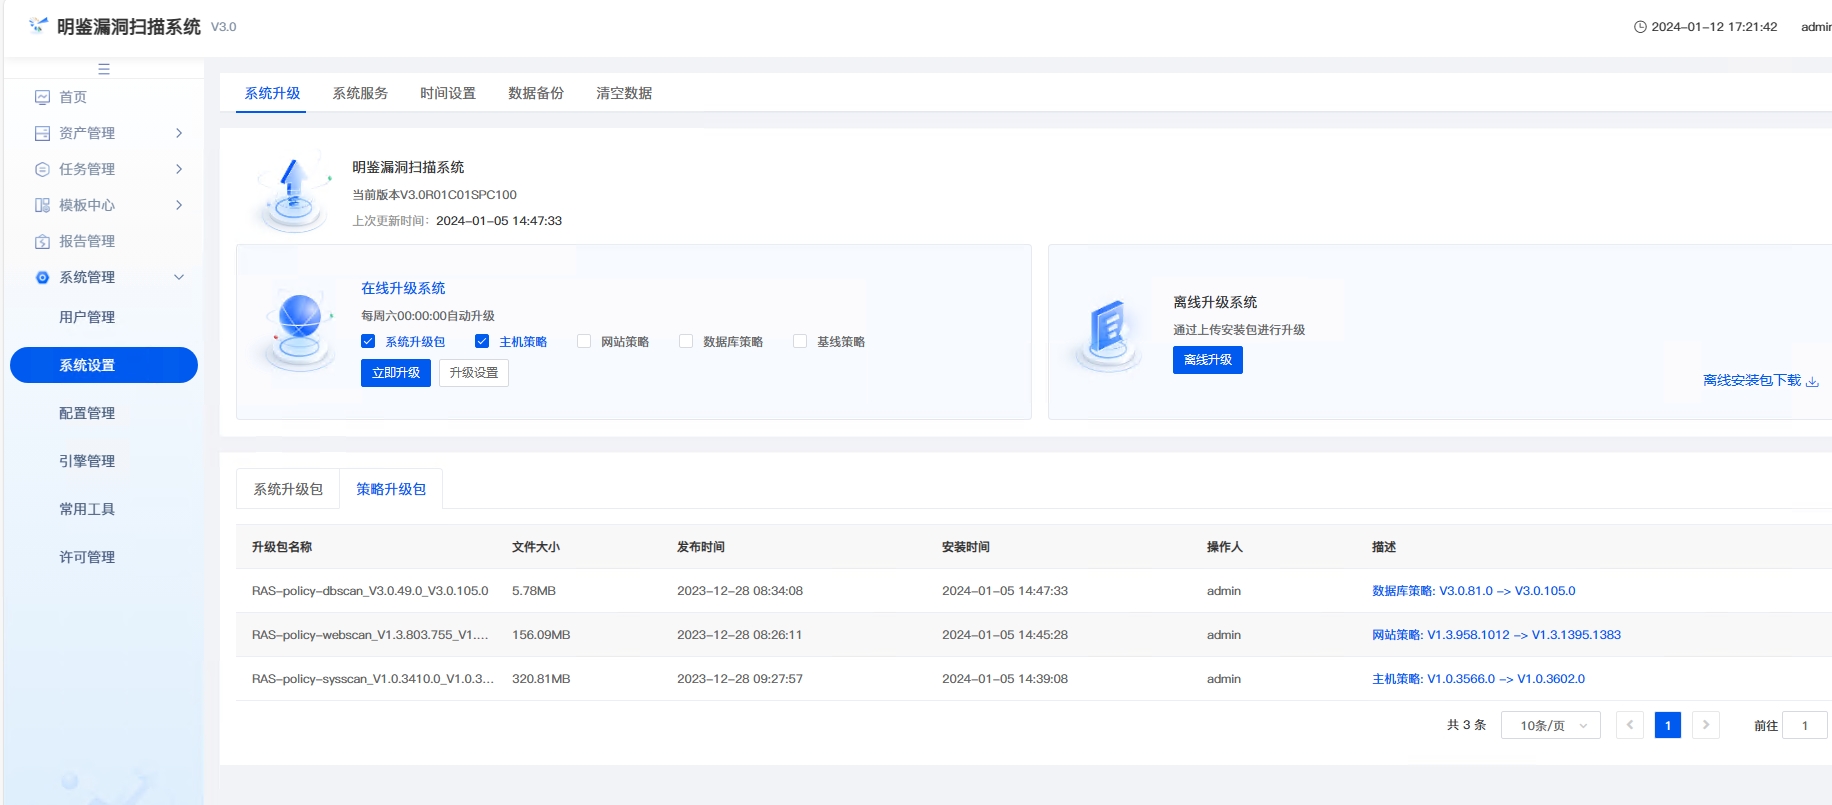 明鉴漏洞扫描系统 V3.0
2024-01-12 17:21:42 admin
首页
资产管理
任务管理
模板中心
报告管理
系统管理
用户管理
系统设置
配置管理
引擎管理
常用工具
许可管理
系统升级 系统服务 时间设置 数据备份 清空数据
明鉴漏洞扫描系统
当前版本V3.0R01C01SPC100
上次更新时间: 2024-01-05 14:47:33
在线升级系统
每周六00:00:00自动升级
系统升级包 主机策略 网站策略 数据库策略 基线策略
立即升级 升级设置
离线升级系统
通过上传安装包进行升级
离线升级
离线安装包下载
系统升级包 策略升级包
升级包名称 文件大小 发布时间 安装时间 操作人 描述
RAS-policy-dbscan_V3.0.49.0_V3.0.105.0 5.78MB 2023-12-28 08:34:08 2024-01-05 14:47:33 admin 数据库策略: V3.0.81.0 -> V3.0.105.0
RAS-policy-webscan_V1.3.803.755_V1.... 156.09MB 2023-12-28 08:26:11 2024-01-05 14:45:28 admin 网站策略: V1.3.958.1012 -> V1.3.1395.1383
RAS-policy-sysscan_V1.0.3410.0_V1.0.3... 320.81MB 2023-12-28 09:27:57 2024-01-05 14:39:08 admin 主机策略: V1.0.3566.0 -> V1.0.3602.0
共 3 条 10条/页 1 前往 1